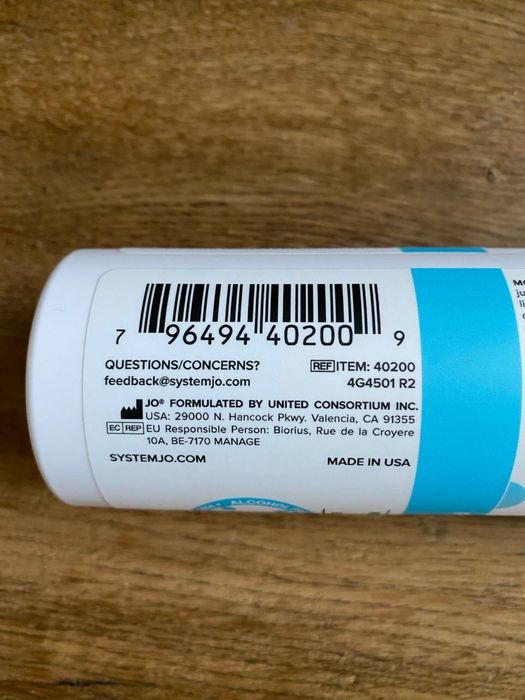 7 96494 40200 9
QUESTIONS/CONCERNS?
feedback@systemjo.com
REF ITEM: 40200
4G4501 R2
JO® FORMULATED BY UNITED CONSORTIUM INC.
USA: 29000 N. Hancock Pkwy. Valencia, CA 91355
EC REP EU Responsible Person: Biorius, Rue de la Croyere
10A, BE-7170 MANAGE
SYSTEMJO.COM
MADE IN USA
ALCOHOL